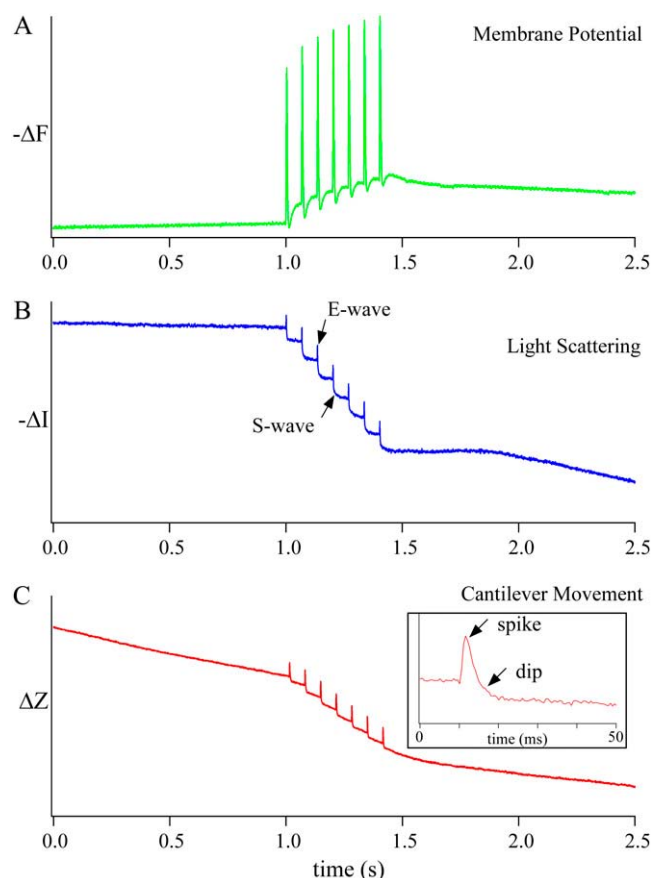 A
Membrane Potential
-ΔF
0.0 0.5 1.0 1.5 2.0 2.5
B
E-wave
Light Scattering
-ΔI
S-wave
0.0 0.5 1.0 1.5 2.0 2.5
C
Cantilever Movement
spike
dip
ΔZ
0 time (ms) 50
0.0 0.5 1.0 1.5 2.0 2.5
time (s)